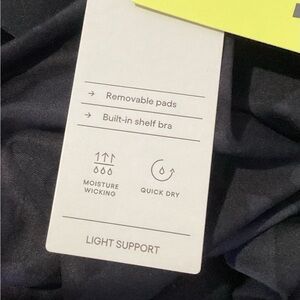 → Removable pads
→ Built-in shelf bra
MOISTURE
WICKING
QUICK DRY
LIGHT SUPPORT